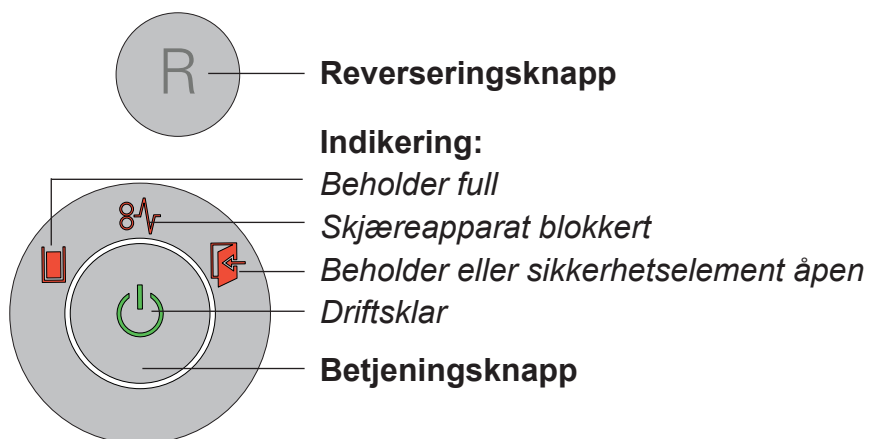 R
Reverseringsknapp
Indikering:
Beholder full
Skjæreapparat blokkert
Beholder eller sikkerhetselement åpen
Driftsklar
Betjeningsknapp